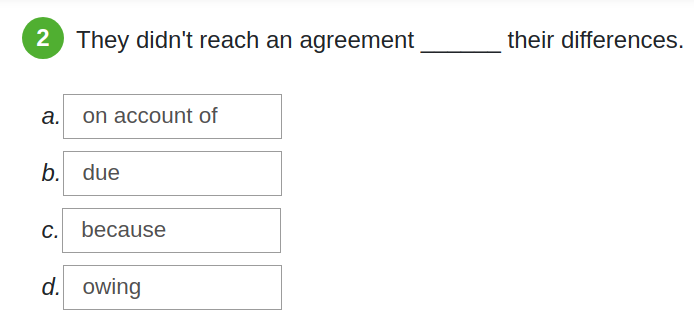 2 They didn't reach an agreement ______ their differences.
a. on account of
b. due
c. because
d. owing